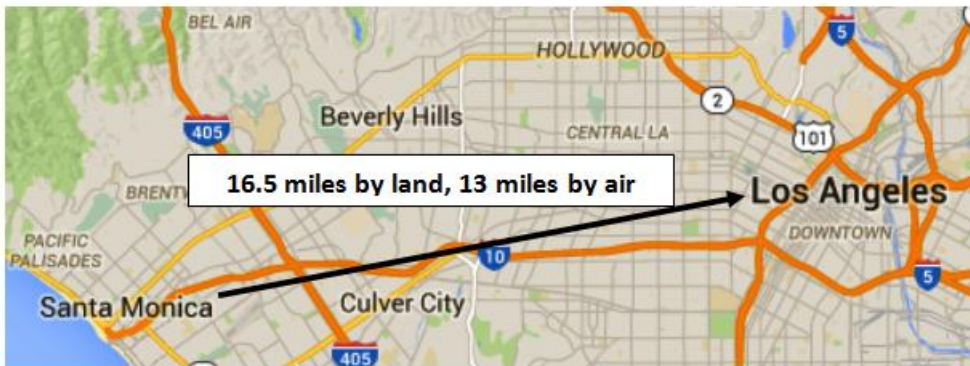 BEL AIR
5
HOLLYWOOD
2
405
Beverly Hills
CENTRAL LA
101
16.5 miles by land, 13 miles by air
BRENTW
Los Angeles
PACIFIC
PALISADES
DOWNTOWN
10
5
Santa Monica
Culver City
405